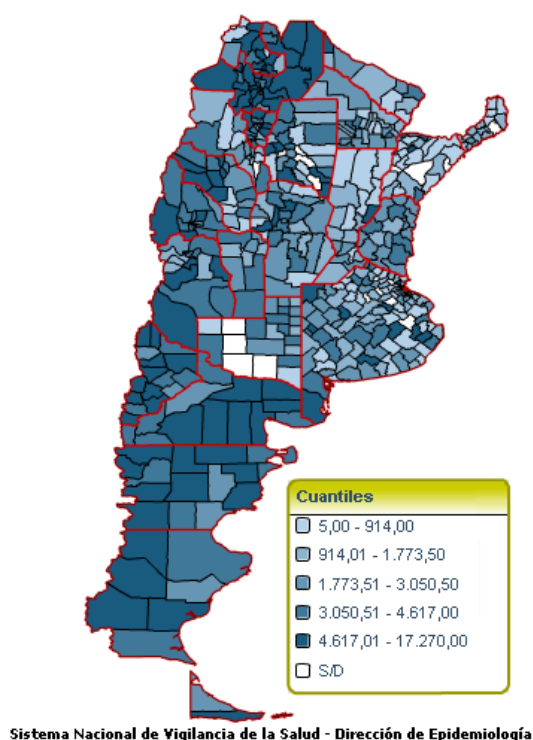 Cuantiles
5,00 - 914,00
914,01 - 1.773,50
1.773,51 - 3.050,50
3.050,51 - 4.617,00
4.617,01 - 17.270,00
S/D
Sistema Nacional de Vigilancia de la Salud - Dirección de Epidemiología